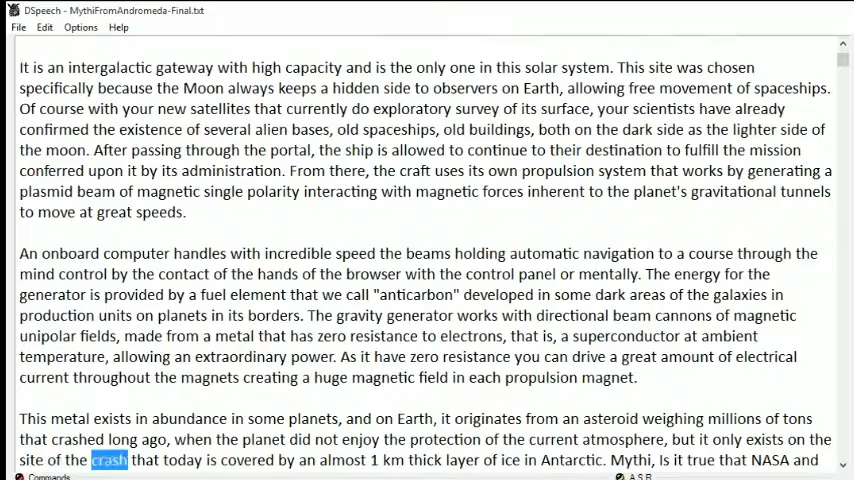 DSpeech - MythiFromAndromeda-Final.txt
File Edit Options Help
It is an intergalactic gateway with high capacity and is the only one in this solar system. This site was chosen
specifically because the Moon always keeps a hidden side to observers on Earth, allowing free movement of spaceships.
Of course with your new satellites that currently do exploratory survey of its surface, your scientists have already
confirmed the existence of several alien bases, old spaceships, old buildings, both on the dark side as the lighter side of
the moon. After passing through the portal, the ship is allowed to continue to their destination to fulfill the mission
conferred upon it by its administration. From there, the craft uses its own propulsion system that works by generating a
plasmid beam of magnetic single polarity interacting with magnetic forces inherent to the planet's gravitational tunnels
to move at great speeds.
An onboard computer handles with incredible speed the beams holding automatic navigation to a course through the
mind control by the contact of the hands of the browser with the control panel or mentally. The energy for the
generator is provided by a fuel element that we call "anticarbon" developed in some dark areas of the galaxies in
production units on planets in its borders. The gravity generator works with directional beam cannons of magnetic
unipolar fields, made from a metal that has zero resistance to electrons, that is, a superconductor at ambient
temperature, allowing an extraordinary power. As it have zero resistance you can drive a great amount of electrical
current throughout the magnets creating a huge magnetic field in each propulsion magnet.
This metal exists in abundance in some planets, and on Earth, it originates from an asteroid weighing millions of tons
that crashed long ago, when the planet did not enjoy the protection of the current atmosphere, but it only exists on the
site of the crash that today is covered by an almost 1 km thick layer of ice in Antarctic. Mythi, Is it true that NASA and
Commands A.S.R.